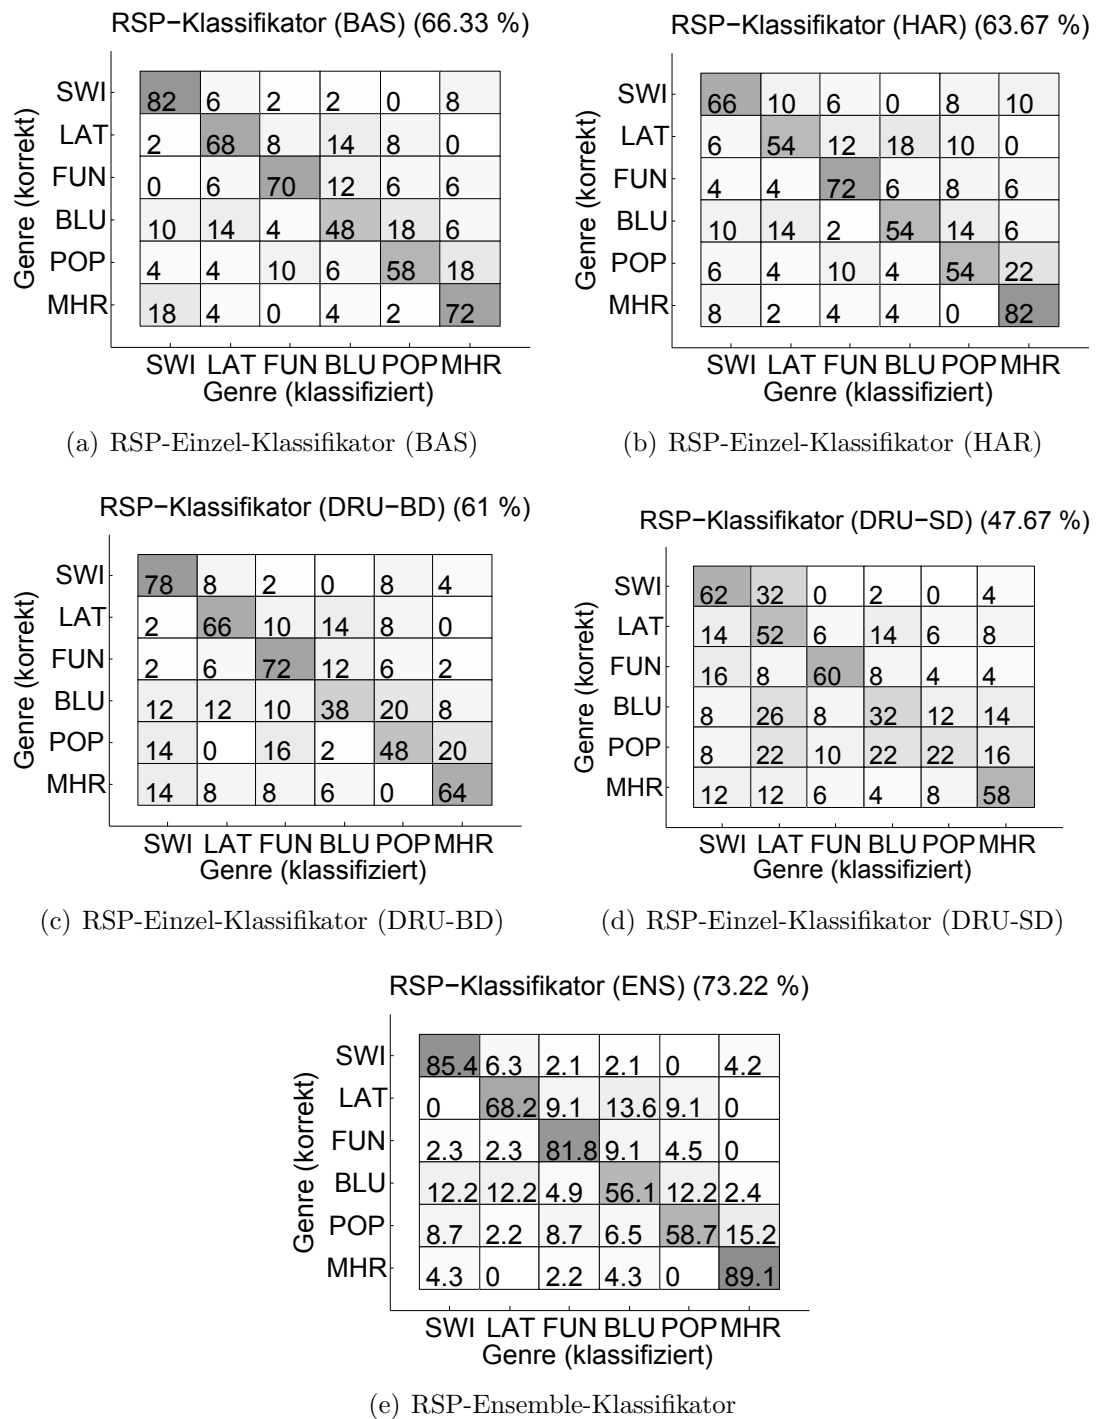 RSP−Klassifikator (BAS) (66.33 %)
Genre (korrekt)
SWI 82 6 2 2 0 8
LAT 2 68 8 14 8 0
FUN 0 6 70 12 6 6
BLU 10 14 4 48 18 6
POP 4 4 10 6 58 18
MHR 18 4 0 4 2 72
SWI LAT FUN BLU POP MHR
Genre (klassifiziert)
(a) RSP-Einzel-Klassifikator (BAS)
RSP−Klassifikator (HAR) (63.67 %)
Genre (korrekt)
SWI 66 10 6 0 8 10
LAT 6 54 12 18 10 0
FUN 4 4 72 6 8 6
BLU 10 14 2 54 14 6
POP 6 4 10 4 54 22
MHR 8 2 4 4 0 82
SWI LAT FUN BLU POP MHR
Genre (klassifiziert)
(b) RSP-Einzel-Klassifikator (HAR)
RSP−Klassifikator (DRU−BD) (61 %)
Genre (korrekt)
SWI 78 8 2 0 8 4
LAT 2 66 10 14 8 0
FUN 2 6 72 12 6 2
BLU 12 12 10 38 20 8
POP 14 0 16 2 48 20
MHR 14 8 8 6 0 64
SWI LAT FUN BLU POP MHR
Genre (klassifiziert)
(c) RSP-Einzel-Klassifikator (DRU-BD)
RSP−Klassifikator (DRU−SD) (47.67 %)
Genre (korrekt)
SWI 62 32 0 2 0 4
LAT 14 52 6 14 6 8
FUN 16 8 60 8 4 4
BLU 8 26 8 32 12 14
POP 8 22 10 22 22 16
MHR 12 12 6 4 8 58
SWI LAT FUN BLU POP MHR
Genre (klassifiziert)
(d) RSP-Einzel-Klassifikator (DRU-SD)
RSP−Klassifikator (ENS) (73.22 %)
Genre (korrekt)
SWI 85.4 6.3 2.1 2.1 0 4.2
LAT 0 68.2 9.1 13.6 9.1 0
FUN 2.3 2.3 81.8 9.1 4.5 0
BLU 12.2 12.2 4.9 56.1 12.2 2.4
POP 8.7 2.2 8.7 6.5 58.7 15.2
MHR 4.3 0 2.2 4.3 0 89.1
SWI LAT FUN BLU POP MHR
Genre (klassifiziert)
(e) RSP-Ensemble-Klassifikator